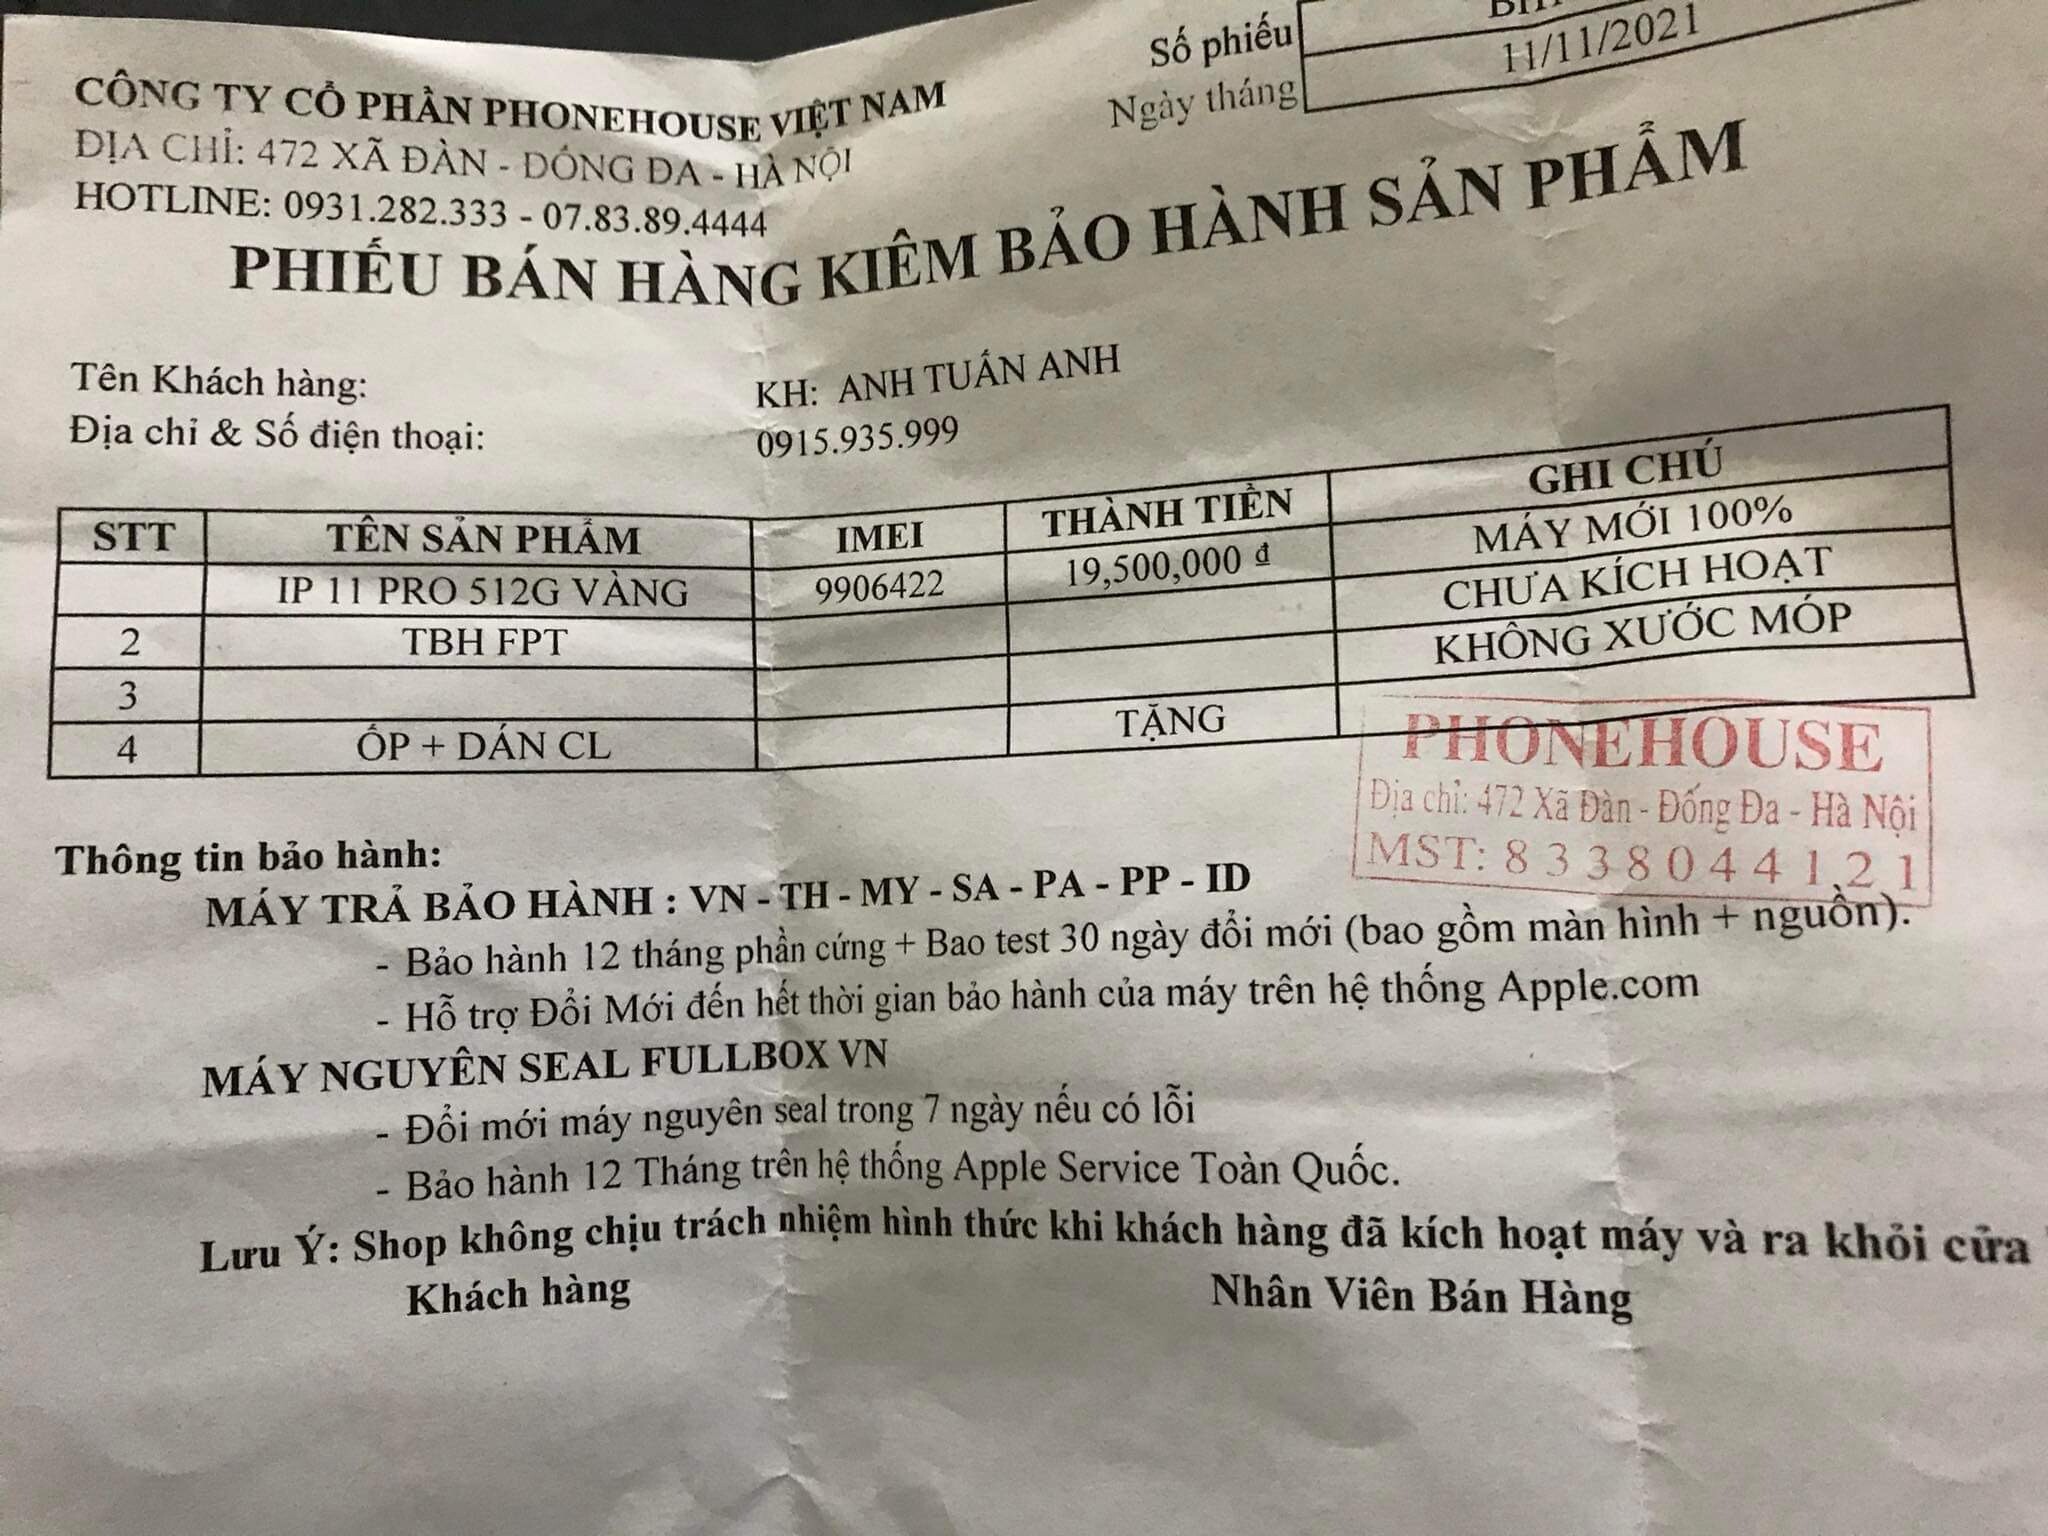 Số phiếu
Ngày tháng 11/11/2021
CÔNG TY CỔ PHẦN PHONEHOUSE VIỆT NAM
ĐỊA CHỈ: 472 XÃ ĐÀN - ĐỐNG ĐA - HÀ NỘI
HOTLINE: 0931.282.333 - 07.83.89.4444
PHIẾU BÁN HÀNG KIÊM BẢO HÀNH SẢN PHẨM
Tên Khách hàng: KH: ANH TUẤN ANH
Địa chỉ & Số điện thoại: 0915.935.999
STT TÊN SẢN PHẨM IMEI THÀNH TIỀN GHI CHÚ
IP 11 PRO 512G VÀNG 9906422 19,500,000 đ MÁY MỚI 100%
2 TBH FPT CHƯA KÍCH HOẠT
3 KHÔNG XƯỚC MÓP
4 ỐP + DÁN CL TẶNG
PHONEHOUSE
Địa chỉ: 472 Xã Đàn - Đống Đa - Hà Nội
MST: 8338044121
Thông tin bảo hành:
MÁY TRẢ BẢO HÀNH : VN - TH - MY - SA - PA - PP - ID
- Bảo hành 12 tháng phần cứng + Bao test 30 ngày đổi mới (bao gồm màn hình + nguồn).
- Hỗ trợ Đổi Mới đến hết thời gian bảo hành của máy trên hệ thống Apple.com
MÁY NGUYÊN SEAL FULLBOX VN
- Đổi mới máy nguyên seal trong 7 ngày nếu có lỗi
- Bảo hành 12 Tháng trên hệ thống Apple Service Toàn Quốc.
Lưu Ý: Shop không chịu trách nhiệm hình thức khi khách hàng đã kích hoạt máy và ra khỏi cửa
Khách hàng Nhân Viên Bán Hàng